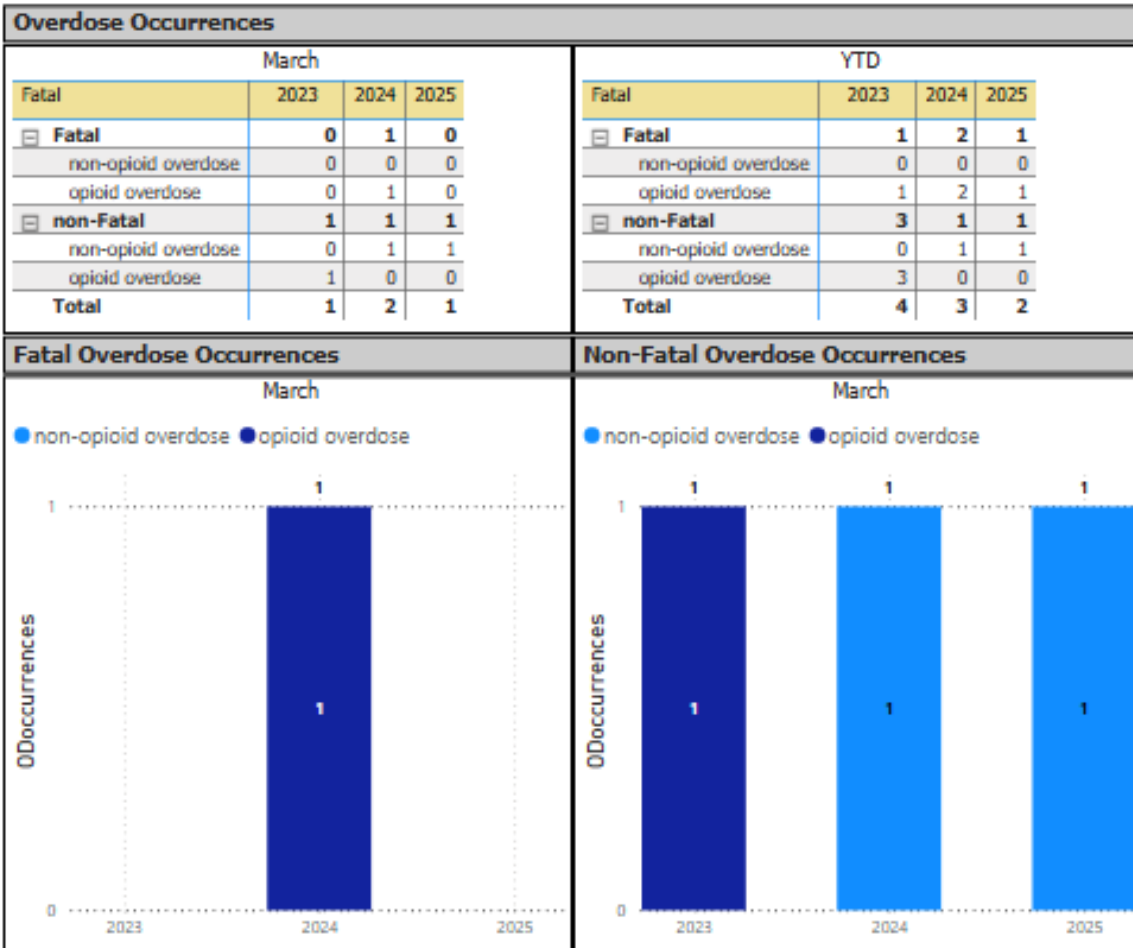 Overdose Occurrences
March
Fatal 2023 2024 2025
Fatal 0 1 0
non-opioid overdose 0 0 0
opioid overdose 0 1 0
non-Fatal 1 1 1
non-opioid overdose 0 1 1
opioid overdose 1 0 0
Total 1 2 1
YTD
Fatal 2023 2024 2025
Fatal 1 2 1
non-opioid overdose 0 0 0
opioid overdose 1 2 1
non-Fatal 3 1 1
non-opioid overdose 0 1 1
opioid overdose 3 0 0
Total 4 3 2
Fatal Overdose Occurrences
March
non-opioid overdose opioid overdose
1
1
ODoccurrences
1
0
2023 2024 2025
Non-Fatal Overdose Occurrences
March
non-opioid overdose opioid overdose
1 1 1
1
ODoccurrences
1 1 1
0
2023 2024 2025